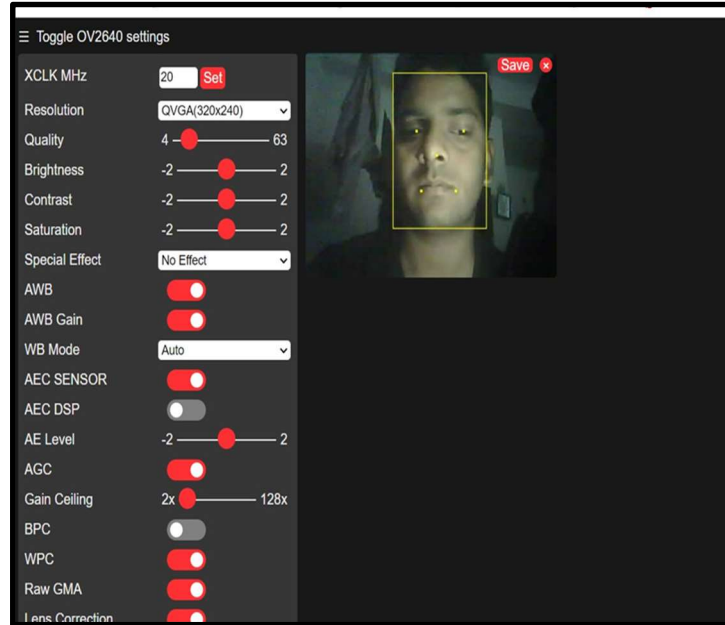 ☰ Toggle OV2640 settings
XCLK MHz 20 Set
Resolution QVGA(320x240)
Quality 4 63
Brightness -2 2
Contrast -2 2
Saturation -2 2
Special Effect No Effect
AWB
AWB Gain
WB Mode Auto
AEC SENSOR
AEC DSP
AE Level -2 2
AGC
Gain Ceiling 2x 128x
BPC
WPC
Raw GMA
Lens Correction
Save ×